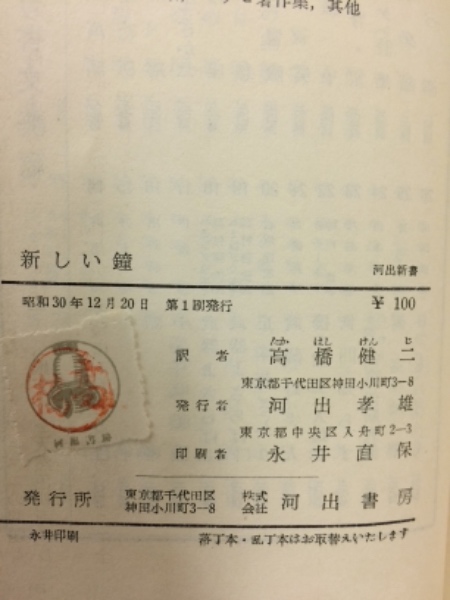 著作集，其他
新しい鐘
河出新書
昭和30年12月20日 第1刷発行
¥ 100
たか はし けん じ
訳者 高橋健二
東京都千代田区神田小川町3-8
発行者 河出孝雄
東京都中央区入舟町2-3
印刷者 永井直保
発行所 東京都千代田区神田小川町3-8 株式会社 河出書房
永井印刷
落丁本・乱丁本はお取替えいたします